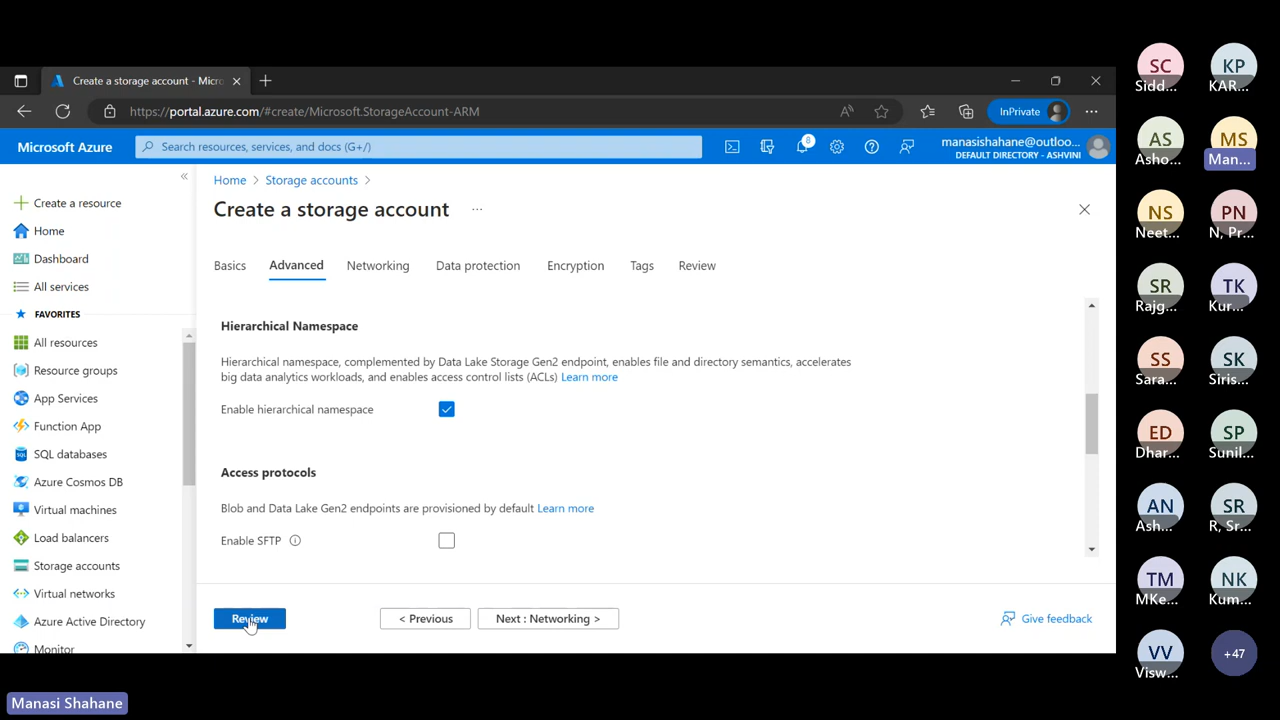 Create a storage account - Micro
https://portal.azure.com/#create/Microsoft.StorageAccount-ARM
InPrivate
Microsoft Azure
Search resources, services, and docs (G+/)
8
manasishahane@outloo...
DEFAULT DIRECTORY - ASHVINI
Create a resource
Home
Dashboard
All services
FAVORITES
All resources
Resource groups
App Services
Function App
SQL databases
Azure Cosmos DB
Virtual machines
Load balancers
Storage accounts
Virtual networks
Azure Active Directory
Monitor
Home > Storage accounts >
Create a storage account ...
Basics Advanced Networking Data protection Encryption Tags Review
Hierarchical Namespace
Hierarchical namespace, complemented by Data Lake Storage Gen2 endpoint, enables file and directory semantics, accelerates
big data analytics workloads, and enables access control lists (ACLs) Learn more
Enable hierarchical namespace
Access protocols
Blob and Data Lake Gen2 endpoints are provisioned by default Learn more
Enable SFTP
Review
< Previous
Next : Networking >
Give feedback
SC KP
Sidd... KAR...
AS MS
Asho... Man...
NS PN
Neet... N, Pr...
SR TK
Rajg... Kur...
SS SK
Sara... Siris...
ED SP
Dhar... Sunil...
AN SR
Ash... R, Sr...
TM NK
MKe... Kum...
VV +47
Visw...
Manasi Shahane